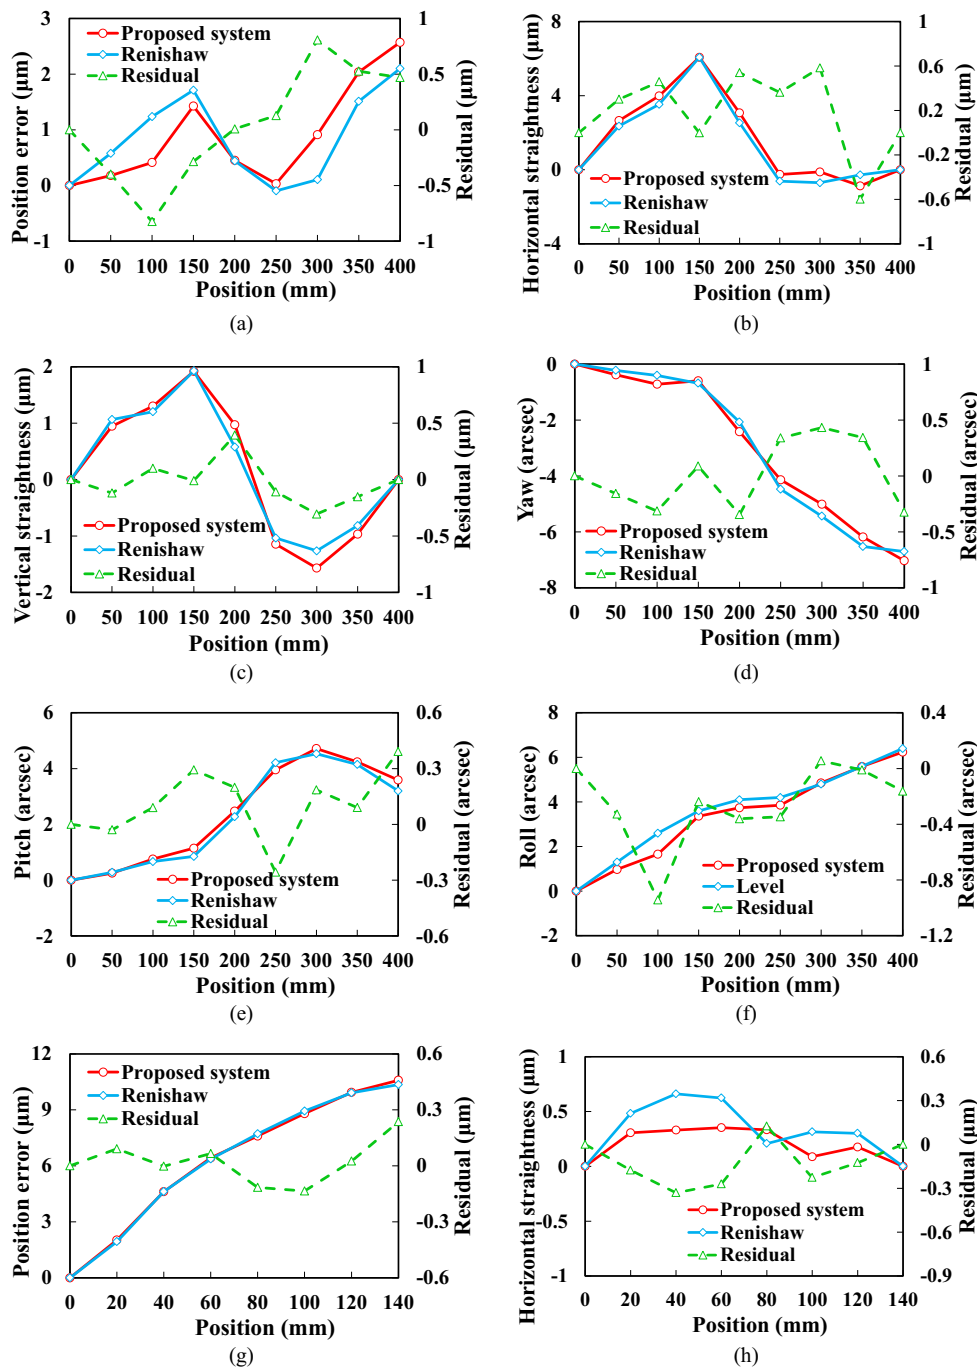 3
2
1
0
-1
Position error (μm)
Proposed system
Renishaw
Residual
1
0.5
0
-0.5
-1
Residual (μm)
0 50 100 150 200 250 300 350 400
Position (mm)
(a)
8
4
0
-4
Horizontal straightness (μm)
Proposed system
Renishaw
Residual
1
0.6
0.2
-0.2
-0.6
-1
Residual (μm)
0 50 100 150 200 250 300 350 400
Position (mm)
(b)
2
1
0
-1
-2
Vertical straightness (μm)
Proposed system
Renishaw
Residual
1
0.5
0
-0.5
-1
Residual (μm)
0 50 100 150 200 250 300 350 400
Position (mm)
(c)
0
-2
-4
-6
-8
Yaw (arcsec)
Proposed system
Renishaw
Residual
1
0.5
0
-0.5
-1
Residual (arcsec)
0 50 100 150 200 250 300 350 400
Position (mm)
(d)
6
4
2
0
-2
Pitch (arcsec)
Proposed system
Renishaw
Residual
0.6
0.3
0
-0.3
-0.6
Residual (arcsec)
0 50 100 150 200 250 300 350 400
Position (mm)
(e)
8
6
4
2
0
-2
Roll (arcsec)
Proposed system
Level
Residual
0.4
0
-0.4
-0.8
-1.2
Residual (arcsec)
0 50 100 150 200 250 300 350 400
Position (mm)
(f)
12
9
6
3
0
Position error (μm)
Proposed system
Renishaw
Residual
0.6
0.3
0
-0.3
-0.6
Residual (μm)
0 20 40 60 80 100 120 140
Position (mm)
(g)
1
0.5
0
-0.5
-1
Horizontal straightness (μm)
Proposed system
Renishaw
Residual
0.6
0.3
0
-0.3
-0.6
-0.9
Residual (μm)
0 20 40 60 80 100 120 140
Position (mm)
(h)